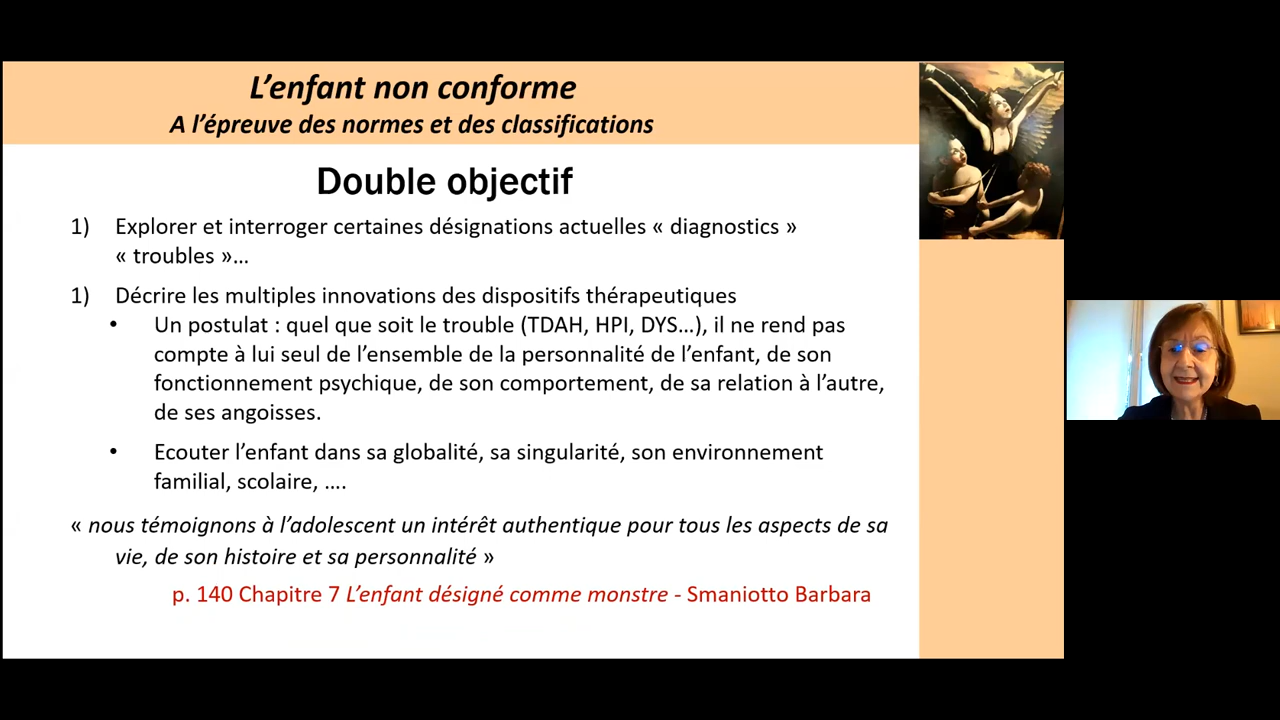 L’enfant non conforme
A l’épreuve des normes et des classifications
Double objectif
1) Explorer et interroger certaines désignations actuelles « diagnostics »
« troubles »…
1) Décrire les multiples innovations des dispositifs thérapeutiques
• Un postulat : quel que soit le trouble (TDAH, HPI, DYS…), il ne rend pas
compte à lui seul de l’ensemble de la personnalité de l’enfant, de son
fonctionnement psychique, de son comportement, de sa relation à l’autre,
de ses angoisses.
• Ecouter l’enfant dans sa globalité, sa singularité, son environnement
familial, scolaire, ….
« nous témoignons à l’adolescent un intérêt authentique pour tous les aspects de sa
vie, de son histoire et sa personnalité »
p. 140 Chapitre 7 L’enfant désigné comme monstre - Smaniotto Barbara